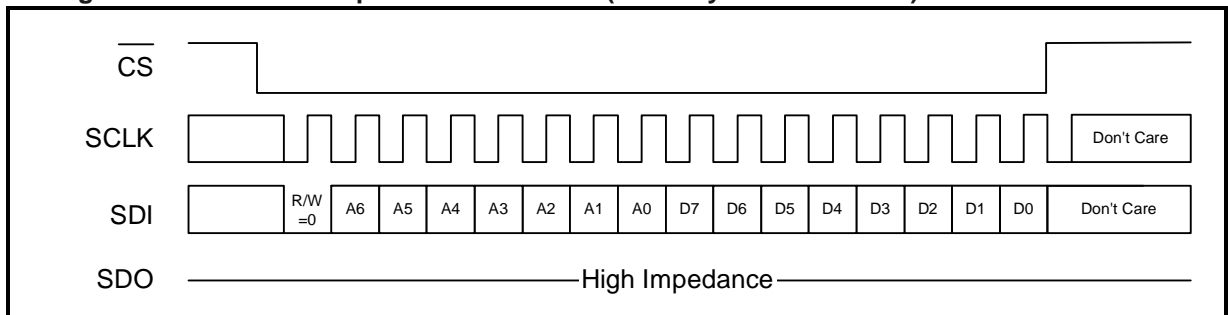 CS
SCLK Don't Care
SDI R/W =0 A6 A5 A4 A3 A2 A1 A0 D7 D6 D5 D4 D3 D2 D1 D0 Don't Care
SDO High Impedance